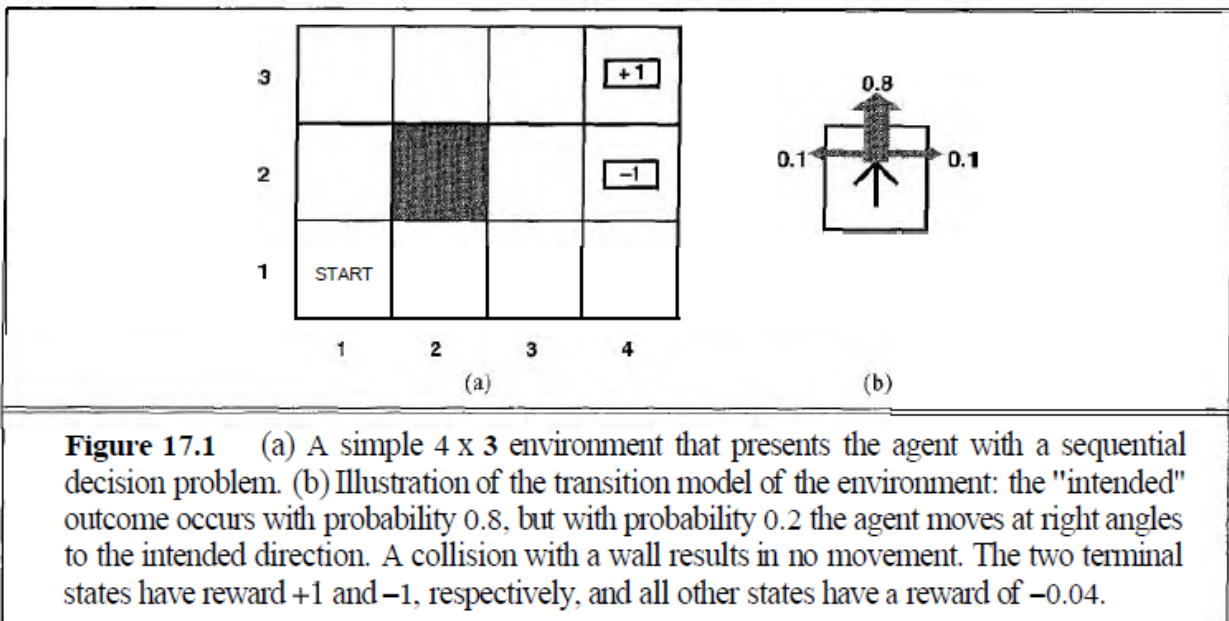 3
+1
0.8
2
-1
0.1
0.1
1
START
1 2 3 4
(a)
(b)
Figure 17.1 (a) A simple 4 x 3 environment that presents the agent with a sequential
decision problem. (b) Illustration of the transition model of the environment: the "intended"
outcome occurs with probability 0.8, but with probability 0.2 the agent moves at right angles
to the intended direction. A collision with a wall results in no movement. The two terminal
states have reward +1 and –1, respectively, and all other states have a reward of –0.04.